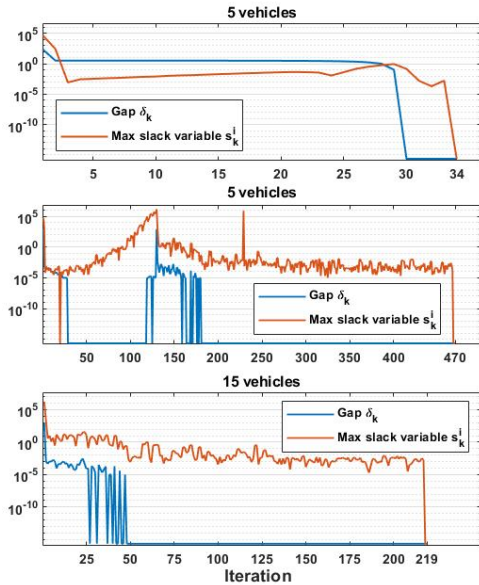 5 vehicles
10^5
10^0
10^-5
10^-10
Gap δ_k
Max slack variable s_k^i
5 10 15 20 25 30 34
5 vehicles
10^5
10^0
10^-5
10^-10
Gap δ_k
Max slack variable s_k^i
50 100 150 200 250 300 350 400 470
15 vehicles
10^5
10^0
10^-5
10^-10
Gap δ_k
Max slack variable s_k^i
25 50 75 100 125 150 175 200 219
Iteration